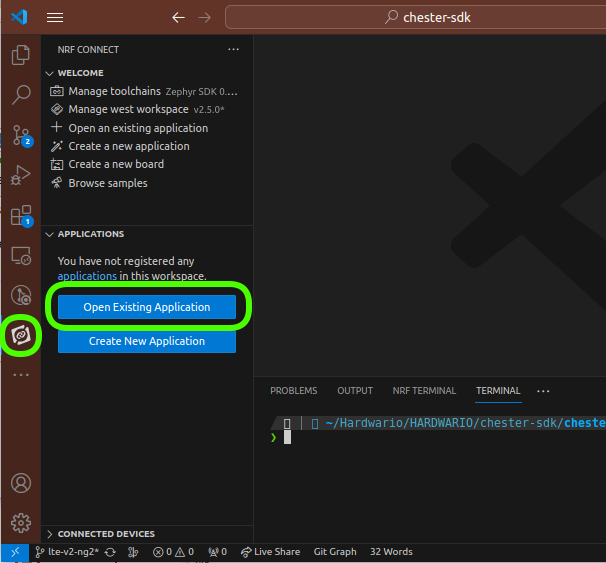 chester-sdk
NRF CONNECT
WELCOME
Manage toolchains Zephyr SDK 0....
Manage west workspace v2.5.0*
Open an existing application
Create a new application
Create a new board
Browse samples
2
1
APPLICATIONS
You have not registered any
applications in this workspace.
Open Existing Application
Create New Application
PROBLEMS OUTPUT NRF TERMINAL TERMINAL
~/Hardwario/HARDWARIO/chester-sdk/cheste
CONNECTED DEVICES
lte-v2-ng2* 0 0 0 Live Share Git Graph 32 Words